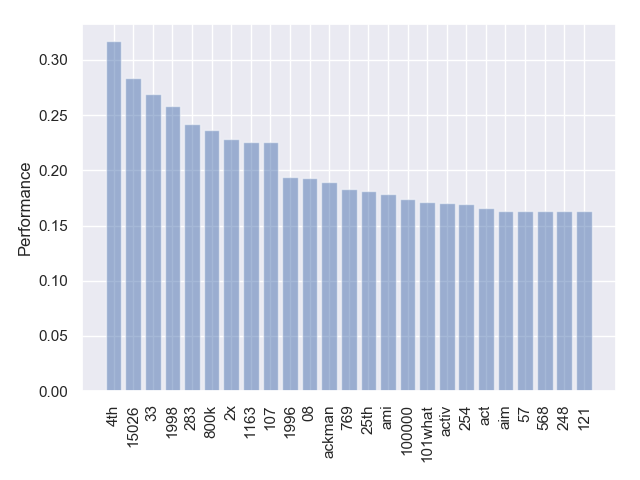 0.30
0.25
0.20
0.15
0.10
0.05
0.00
Performance
4th
15026
33
1998
283
800k
2x
1163
107
1996
08
ackman
769
25th
ami
100000
101what
activ
254
act
aim
57
568
248
121